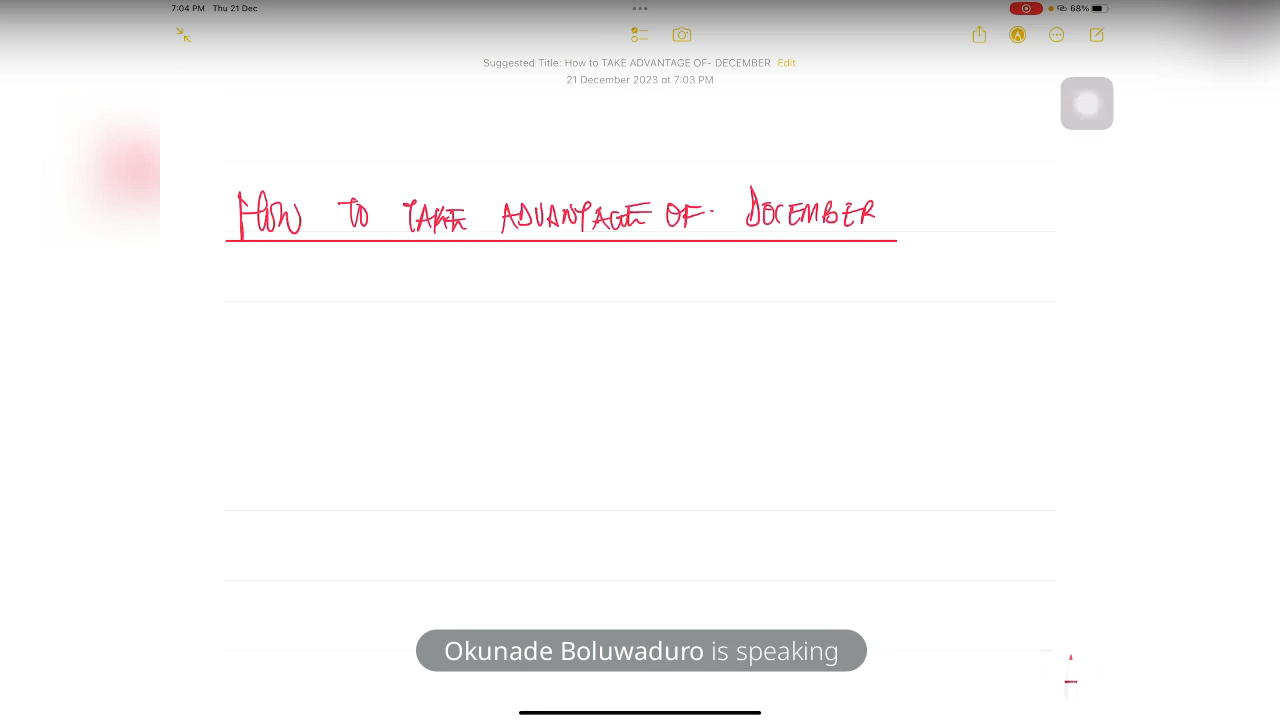 7:04 PM Thu 21 Dec
68%
Suggested Title: How to TAKE ADVANTAGE OF- DECEMBER Edit
21 December 2023 at 7:03 PM
How TO TAKE ADVANTAGE OF- DECEMBER
Okunade Boluwaduro is speaking